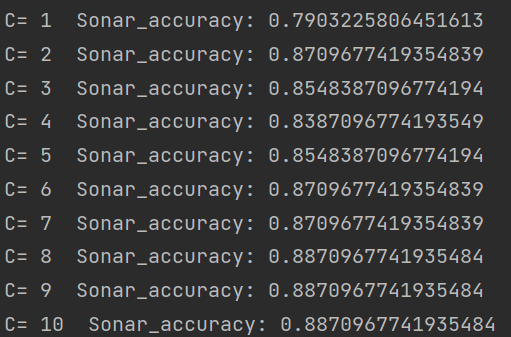 C= 1  Sonar_accuracy: 0.7903225806451613
C= 2  Sonar_accuracy: 0.8709677419354839
C= 3  Sonar_accuracy: 0.8548387096774194
C= 4  Sonar_accuracy: 0.8387096774193549
C= 5  Sonar_accuracy: 0.8548387096774194
C= 6  Sonar_accuracy: 0.8709677419354839
C= 7  Sonar_accuracy: 0.8709677419354839
C= 8  Sonar_accuracy: 0.8870967741935484
C= 9  Sonar_accuracy: 0.8870967741935484
C= 10  Sonar_accuracy: 0.8870967741935484